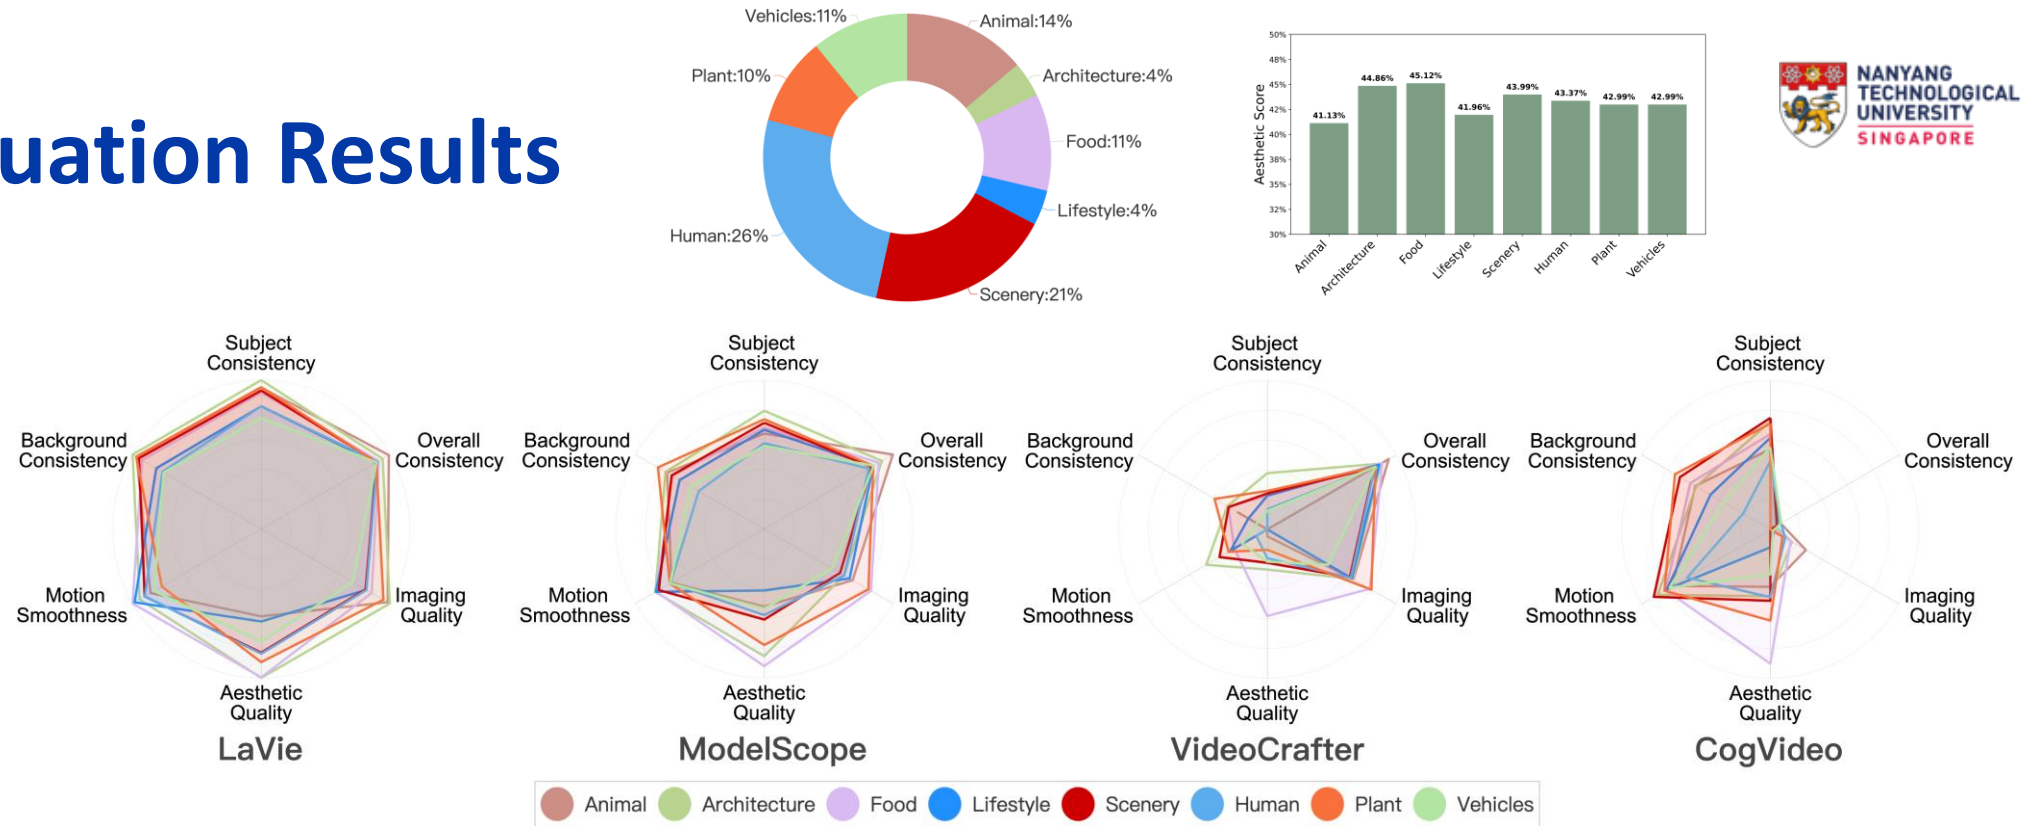 uation Results
Vehicles:11%
Animal:14%
Plant:10%
Architecture:4%
Food:11%
Lifestyle:4%
Human:26%
Scenery:21%
Aesthetic Score
50%
48%
45%
42%
40%
38%
35%
32%
30%
41.13%
44.86%
45.12%
41.96%
43.99%
43.37%
42.99%
42.99%
Animal
Architecture
Food
Lifestyle
Scenery
Human
Plant
Vehicles
NANYANG
TECHNOLOGICAL
UNIVERSITY
SINGAPORE
Subject
Consistency
Background
Consistency
Overall
Consistency
Motion
Smoothness
Imaging
Quality
Aesthetic
Quality
LaVie
Subject
Consistency
Background
Consistency
Overall
Consistency
Motion
Smoothness
Imaging
Quality
Aesthetic
Quality
ModelScope
Subject
Consistency
Background
Consistency
Overall
Consistency
Motion
Smoothness
Imaging
Quality
Aesthetic
Quality
VideoCrafter
Subject
Consistency
Background
Consistency
Overall
Consistency
Motion
Smoothness
Imaging
Quality
Aesthetic
Quality
CogVideo
Animal Architecture Food Lifestyle Scenery Human Plant Vehicles